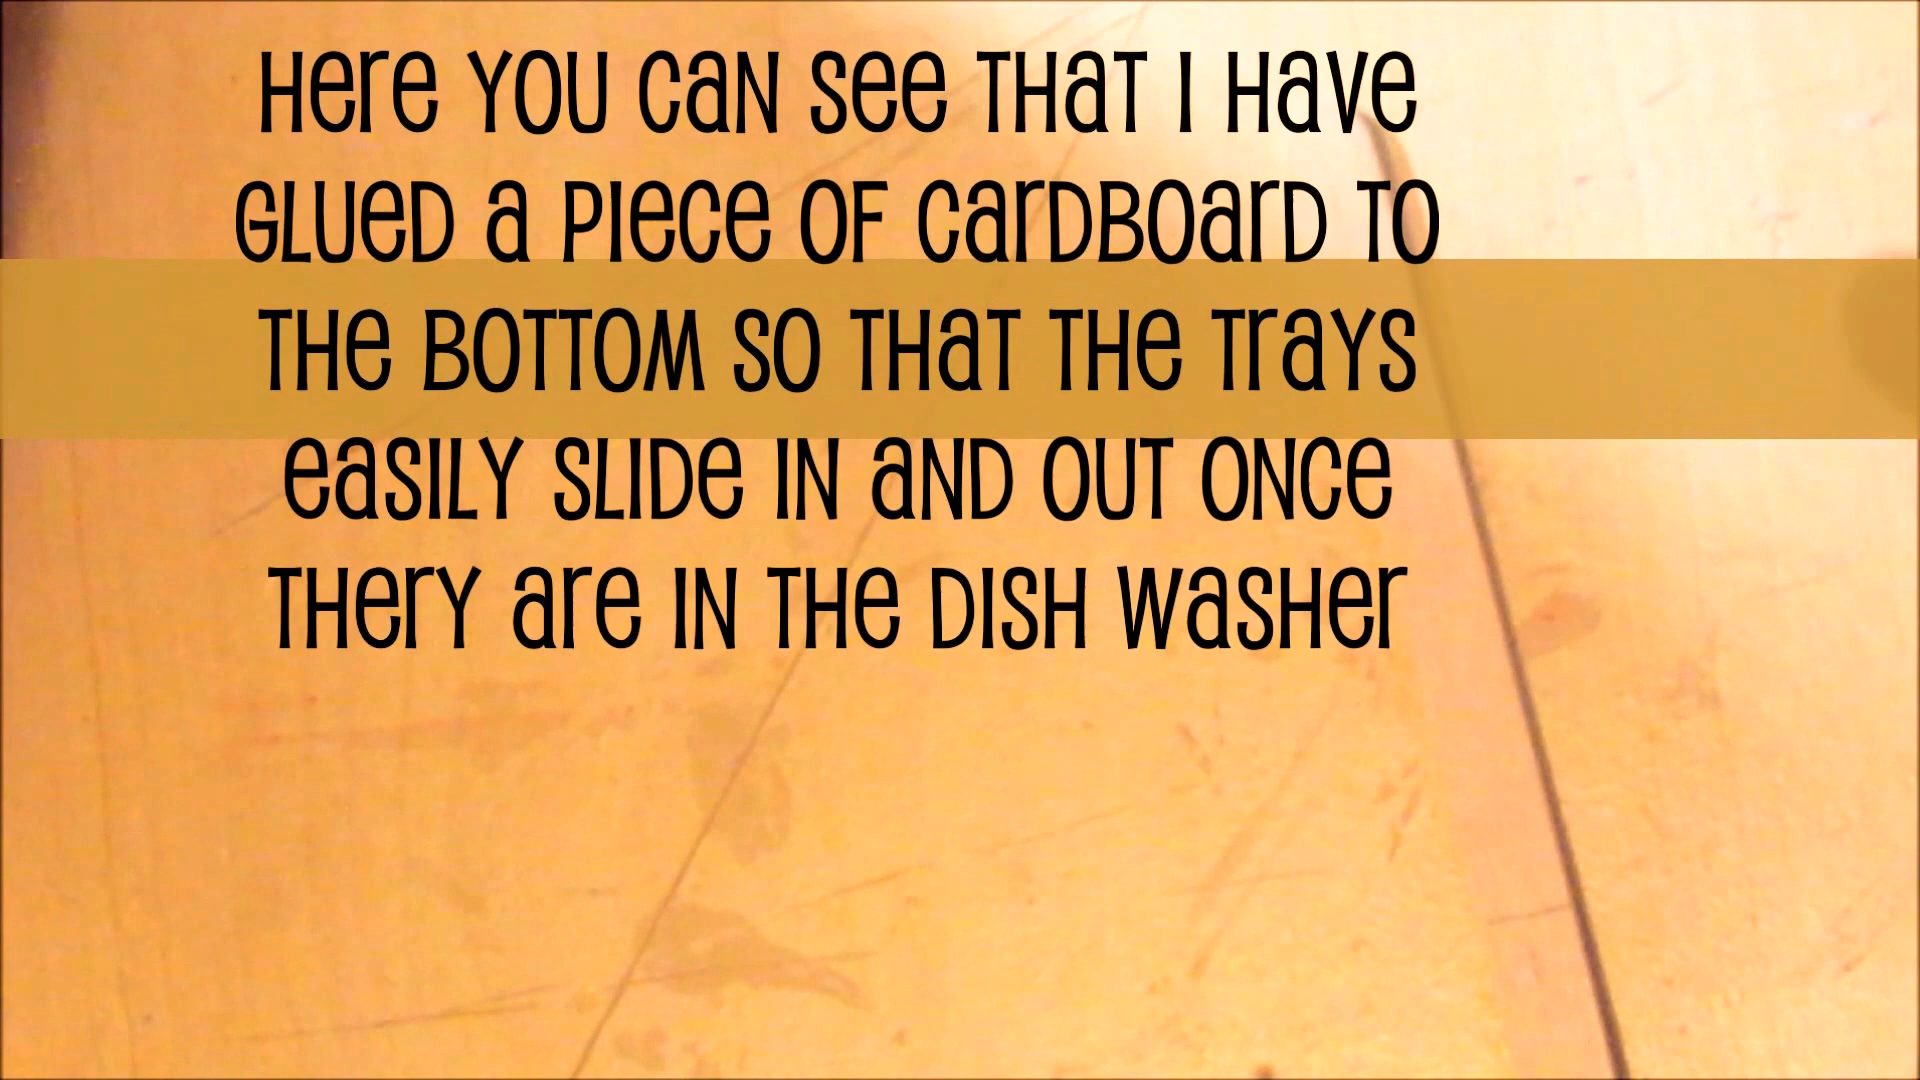 Here you can see that I have
glued a piece of cardboard to
the bottom so that the trays
easily slide in and out once
thery are in the dish washer